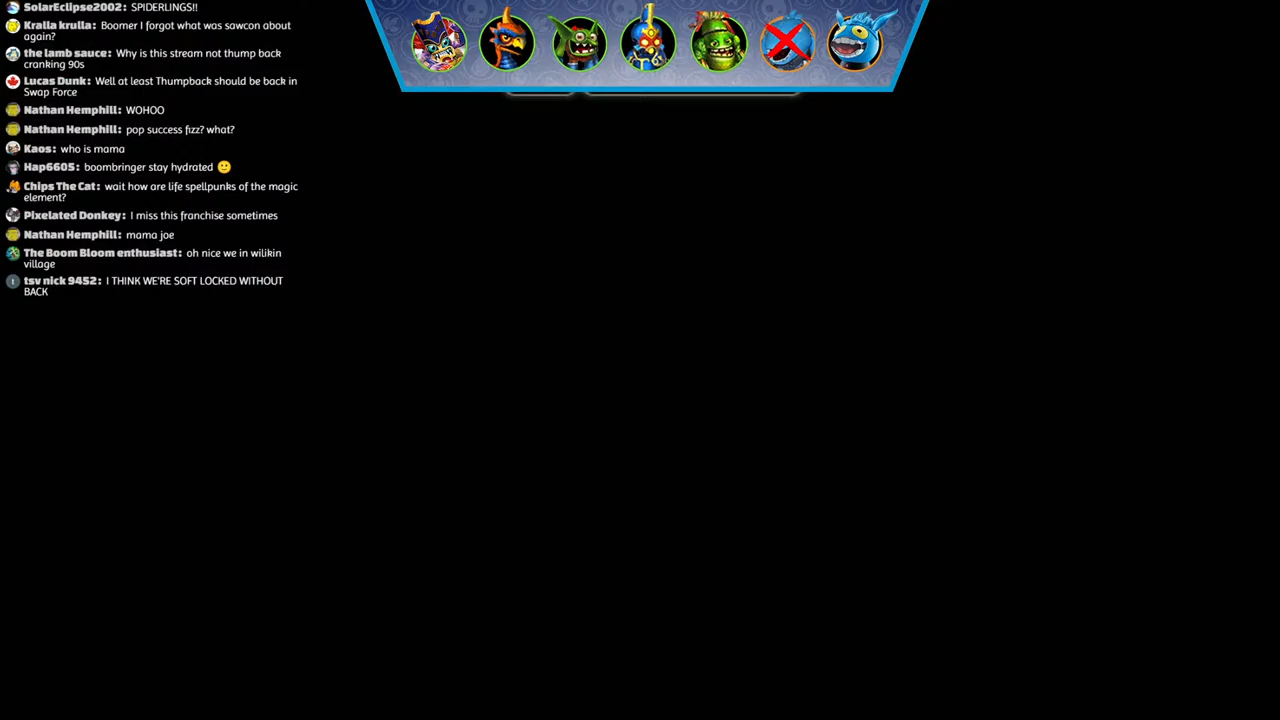 SolarEclipse2002: SPIDERLINGS!!
Kralla krulla: Boomer I forgot what was sawcon about
again?
the lamb sauce: Why is this stream not thump back
cranking 90s
Lucas Dunk: Well at least Thumpback should be back in
Swap Force
Nathan Hemphill: WOHOO
Nathan Hemphill: pop success fizz? what?
Kaos: who is mama
Hap6605: boombringer stay hydrated 🙂
Chips The Cat: wait how are life spellpunks of the magic
element?
Pixelated Donkey: I miss this franchise sometimes
Nathan Hemphill: mama joe
The Boom Bloom enthusiast: oh nice we in wilikin
village
tsv nick 9452: I THINK WE'RE SOFT LOCKED WITHOUT
BACK